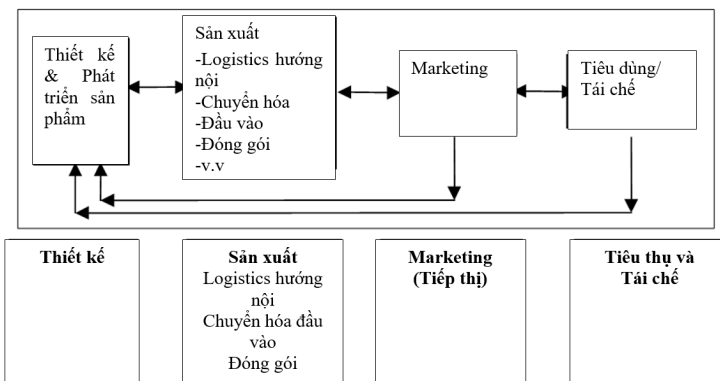 Thiết kế
& Phát
triển sản
phẩm
Sản xuất
-Logistics hướng
nội
-Chuyển hóa
-Đầu vào
-Đóng gói
-v.v
Marketing
Tiêu dùng/
Tái chế
Thiết kế
Sản xuất
Logistics hướng
nội
Chuyển hóa đầu
vào
Đóng gói
Marketing
(Tiếp thị)
Tiêu thụ và
Tái chế